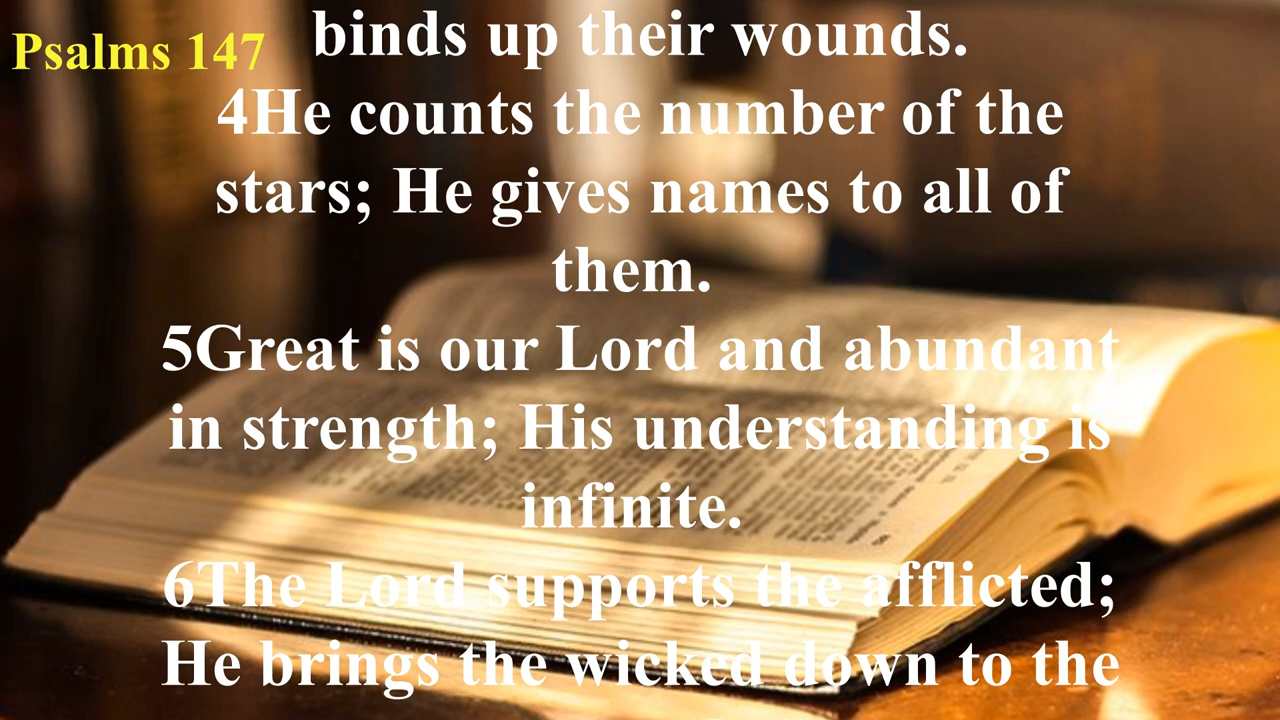 Psalms 147
binds up their wounds.
4He counts the number of the
stars; He gives names to all of
them.
5Great is our Lord and abundant
in strength; His understanding is
infinite.
6The Lord supports the afflicted;
He brings the wicked down to the